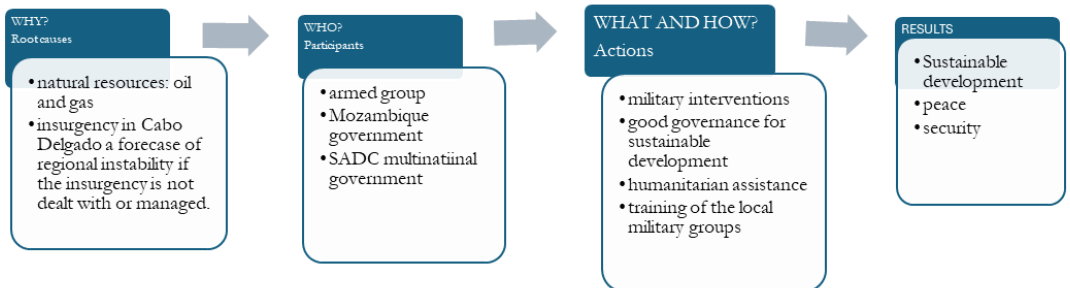 WHY?
Root causes
• natural resources: oil
and gas
• insurgency in Cabo
Delgado a forecase of
regional instability if
the insurgency is not
dealt with or managed.
WHO?
Participants
• armed group
• Mozambique
government
• SADC multinatiinal
government
WHAT AND HOW?
Actions
• military interventions
• good governance for
sustainable
development
• humanitarian assistance
• training of the local
military groups
RESULTS
• Sustainable
development
• peace
• security